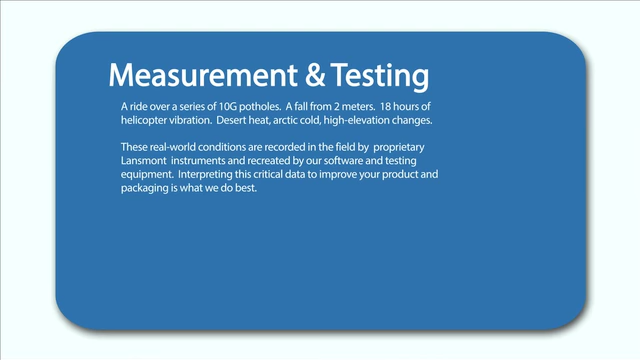 Measurement & Testing
A ride over a series of 10G potholes.  A fall from 2 meters.  18 hours of
helicopter vibration.  Desert heat, arctic cold, high-elevation changes.
These real-world conditions are recorded in the field by  proprietary
Lansmont  instruments and recreated by our software and testing
equipment.  Interpreting this critical data to improve your product and
packaging is what we do best.